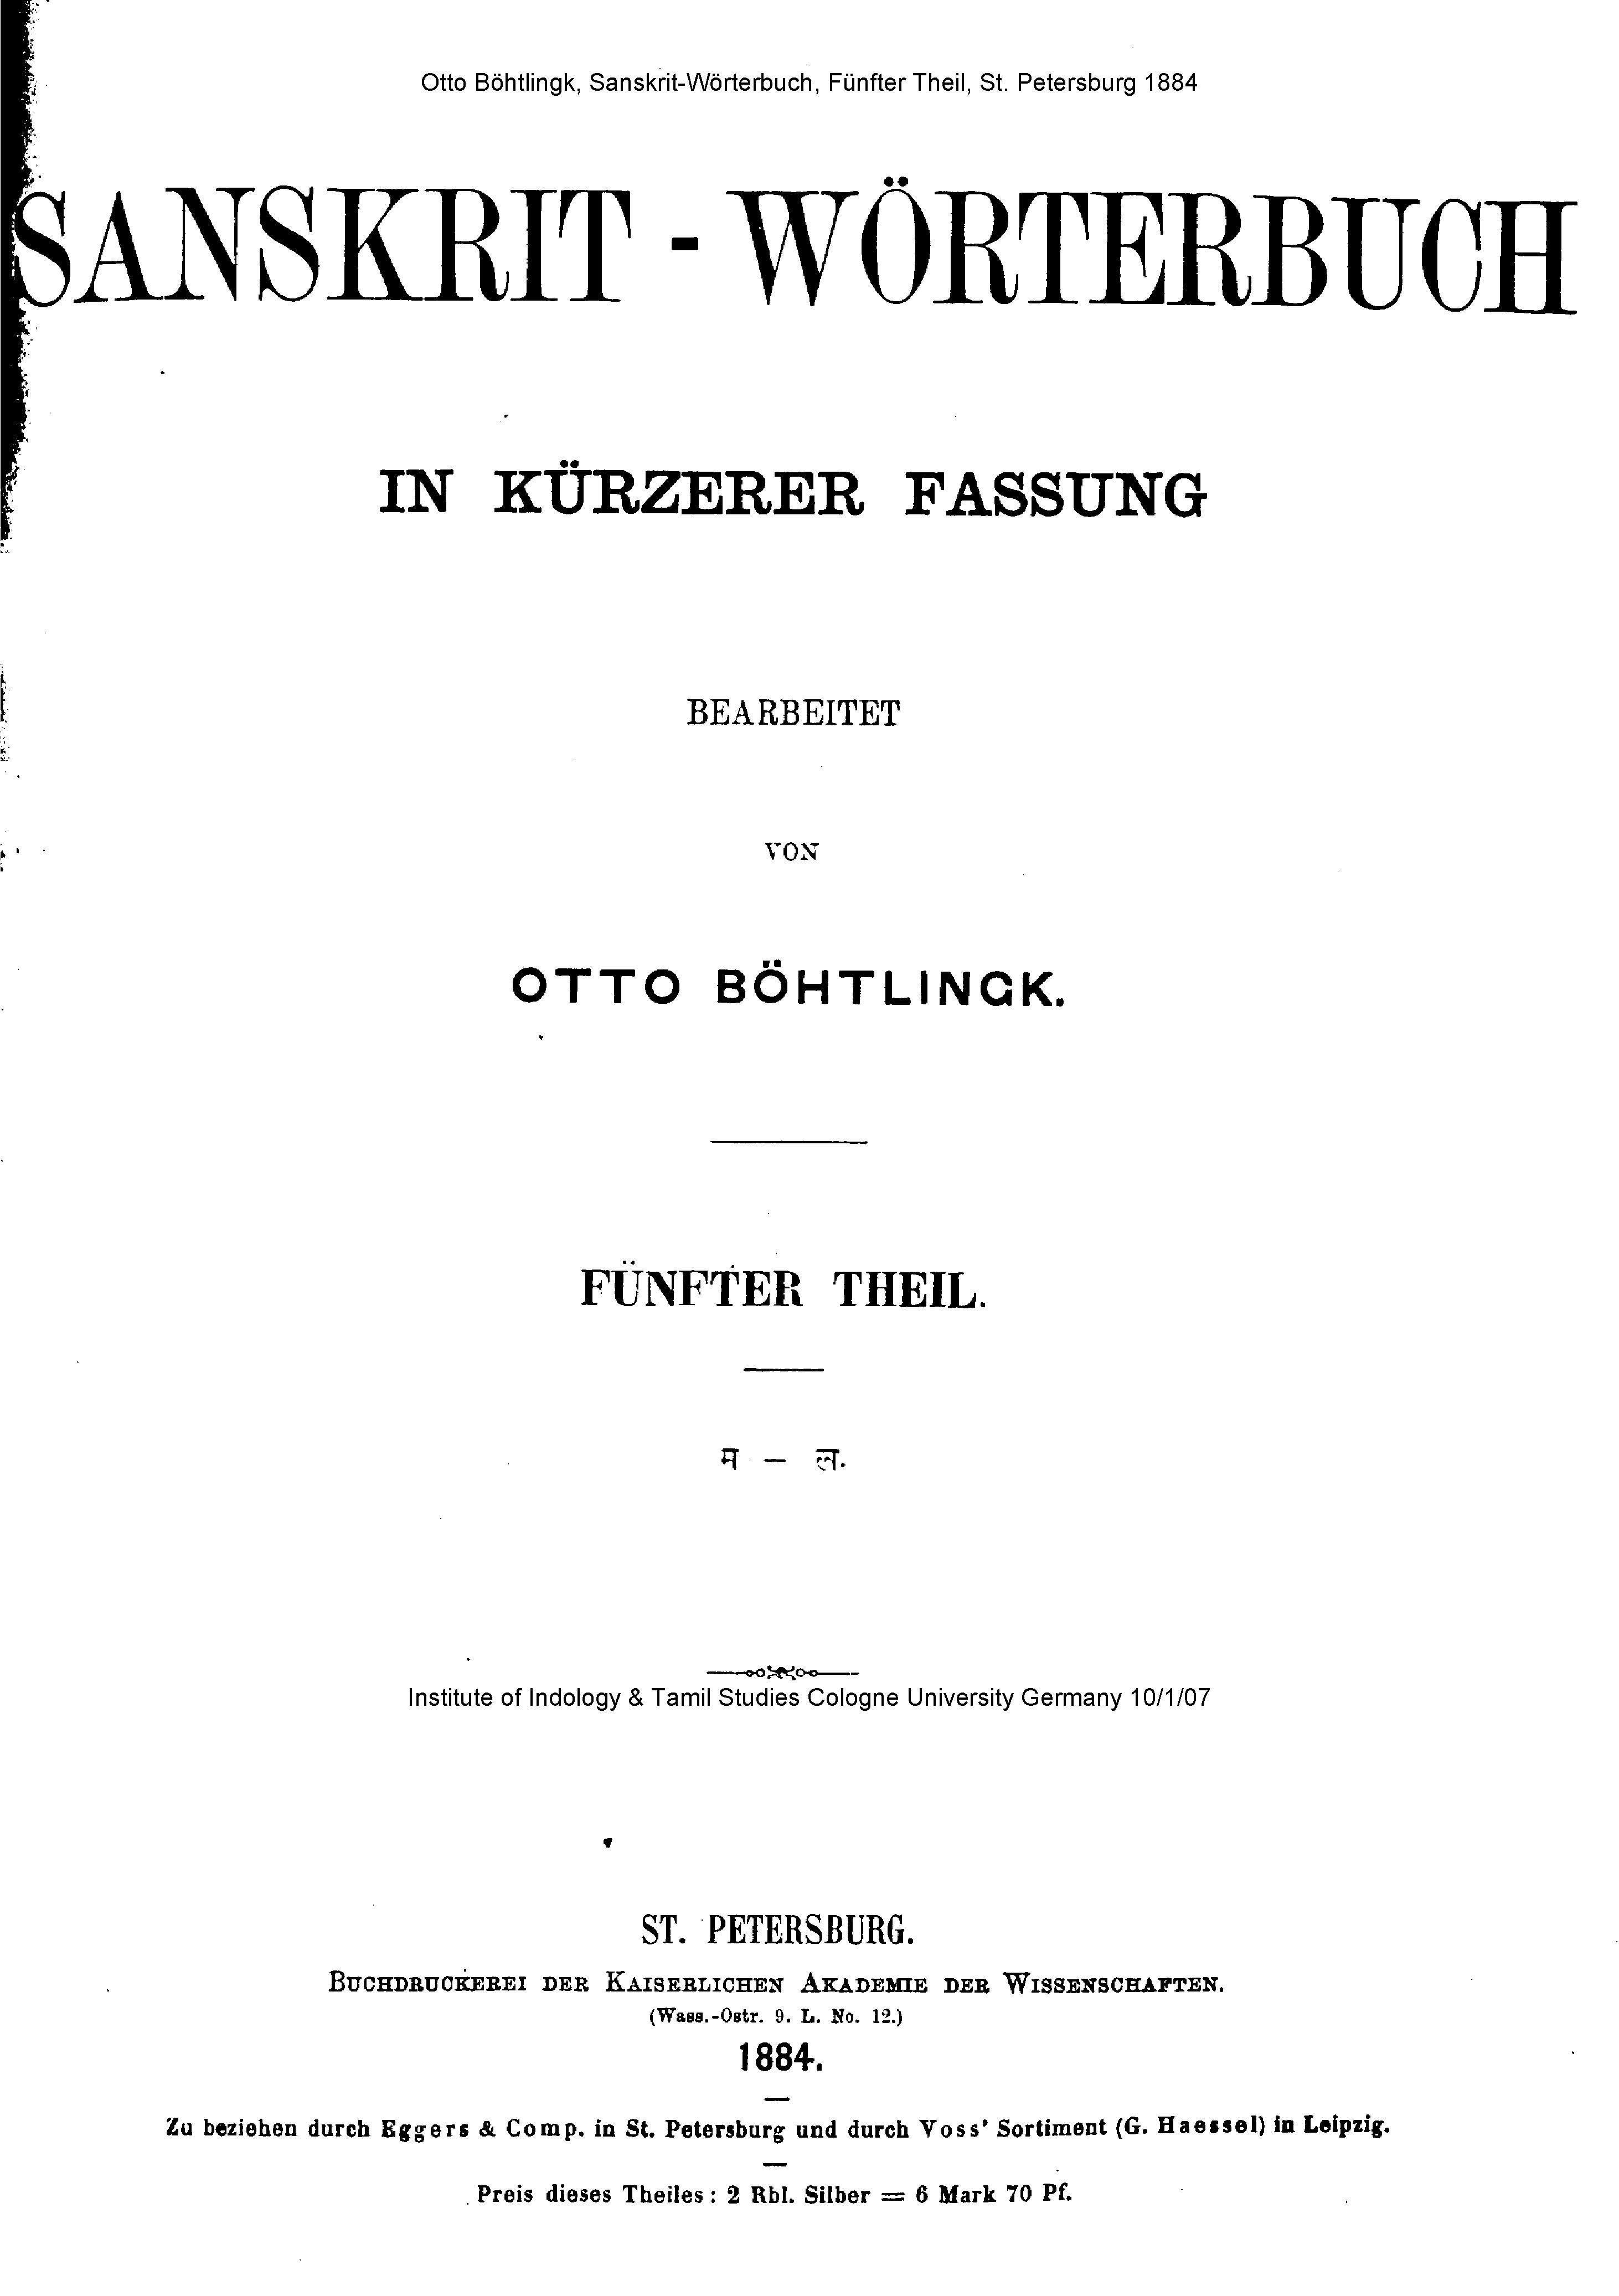 Otto Böhtlingk, Sanskrit-Wörterbuch, Fünfter Theil, St. Petersburg 1884
SANSKRIT - WÖRTERBUCH
IN KÜRZERER FASSUNG
BEARBEITET
VON
OTTO BÖHTLINGK.
FÜNFTER THEIL.
म — ल.
Institute of Indology & Tamil Studies Cologne University Germany 10/1/07
ST. PETERSBURG.
BUCHDRUCKEREI DER KAISERLICHEN AKADEMIE DER WISSENSCHAFTEN.
(Wass.-Ostr. 9. L. No. 12.)
1884.
Zu beziehen durch Eggers & Comp. in St. Petersburg und durch Voss' Sortiment (G. Haessel) in Leipzig.
Preis dieses Theiles: 2 Rbl. Silber = 6 Mark 70 Pf.